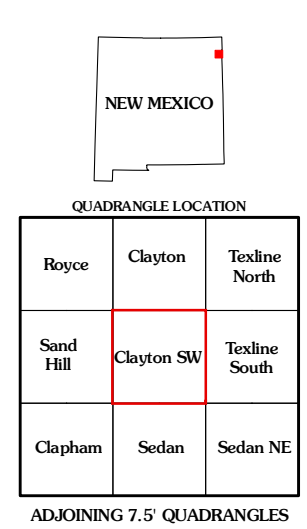 NEW MEXICO
QUADRANGLE LOCATION
Royce
Clayton
Texline
North
Sand
Hill
Clayton SW
Texline
South
Clapham
Sedan
Sedan NE
ADJOINING 7.5' QUADRANGLES